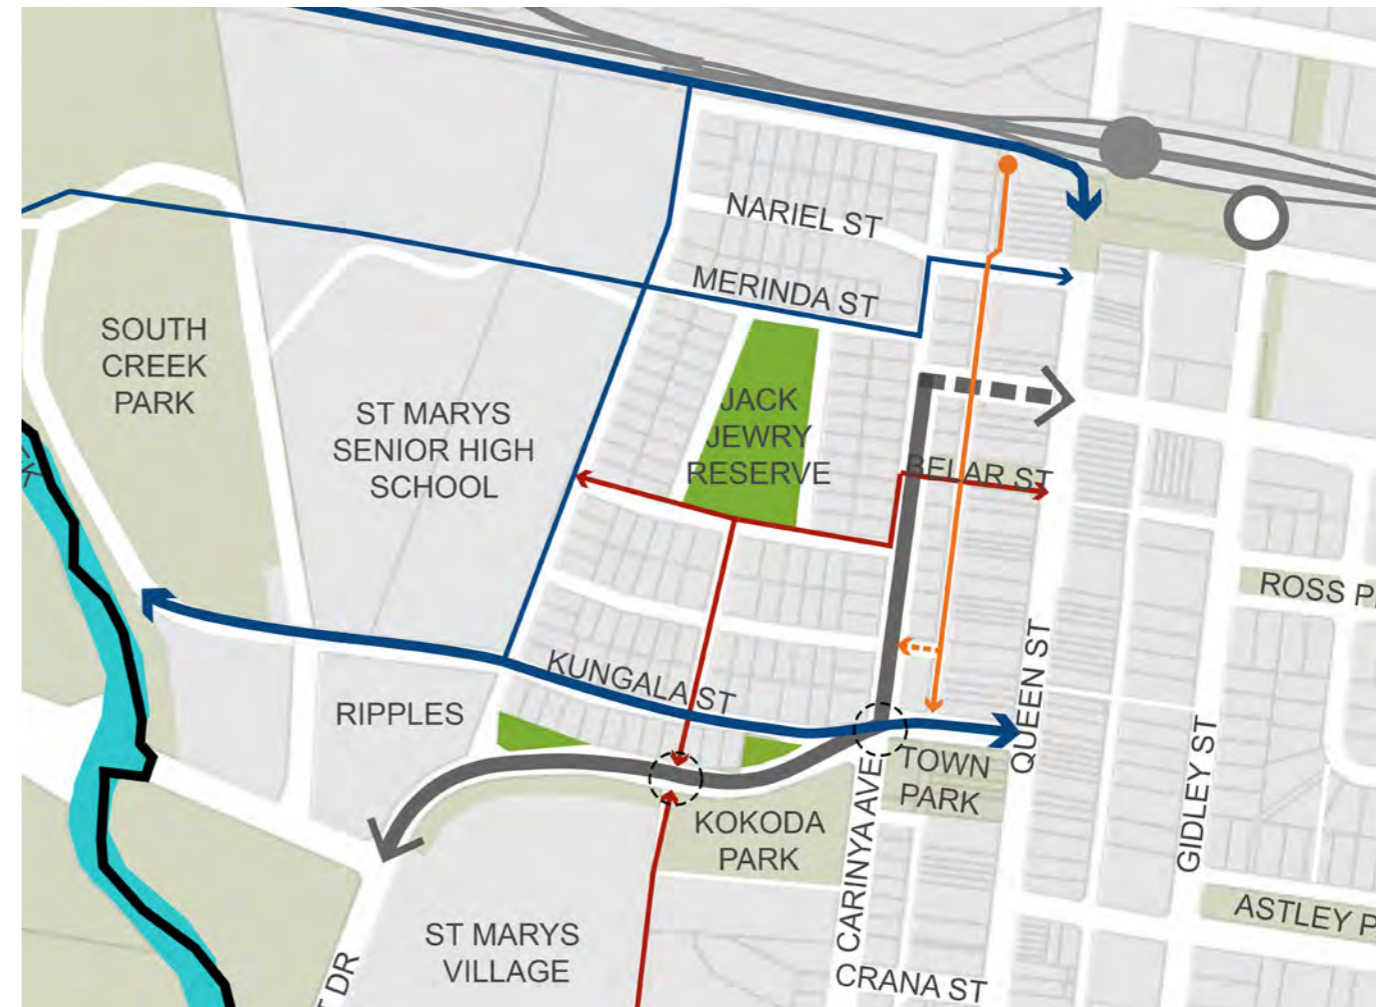 NARIEL ST
MERINDA ST
SOUTH
CREEK
PARK
ST MARYS
SENIOR HIGH
SCHOOL
JACK
JEWRY
RESERVE
BELAR ST
ROSS P
KUNGALA ST
RIPPLES
QUEEN ST
GIDLEY ST
TOWN
PARK
KOKODA
PARK
CARINYA AVE
ASTLEY P
ST MARYS
VILLAGE
CRANA ST
DR